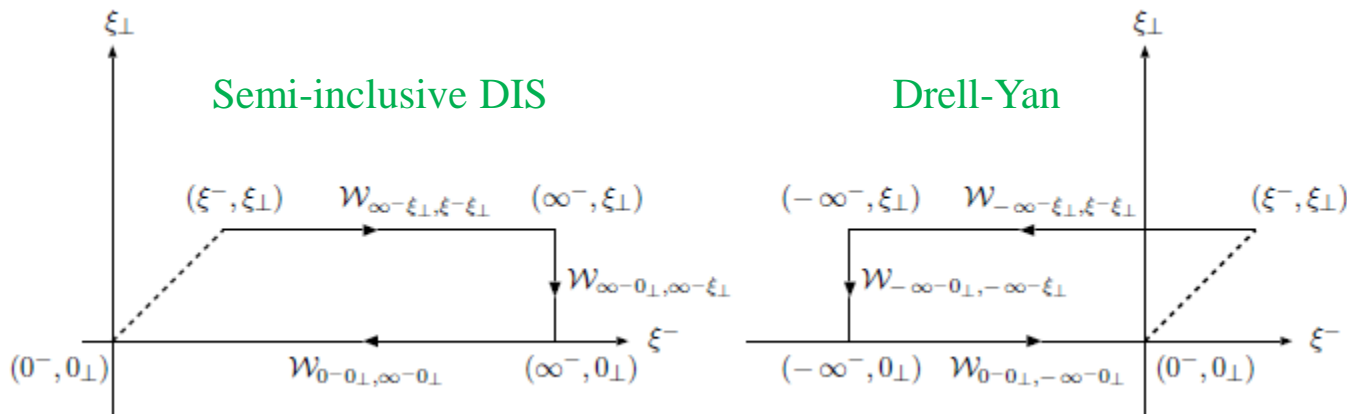 ξ⊥ ξ⊥
Semi-inclusive DIS Drell-Yan
(ξ⁻, ξ⊥) 𝒲∞⁻ξ⊥,ξ⁻ξ⊥ (∞⁻, ξ⊥) (−∞⁻, ξ⊥) 𝒲−∞⁻ξ⊥,ξ⁻ξ⊥ (ξ⁻, ξ⊥)
𝒲∞⁻0⊥,∞⁻ξ⊥ 𝒲−∞⁻0⊥,−∞⁻ξ⊥
ξ⁻ ξ⁻
(0⁻, 0⊥) 𝒲0⁻0⊥,∞⁻0⊥ (∞⁻, 0⊥) (−∞⁻, 0⊥) 𝒲0⁻0⊥,−∞⁻0⊥ (0⁻, 0⊥)